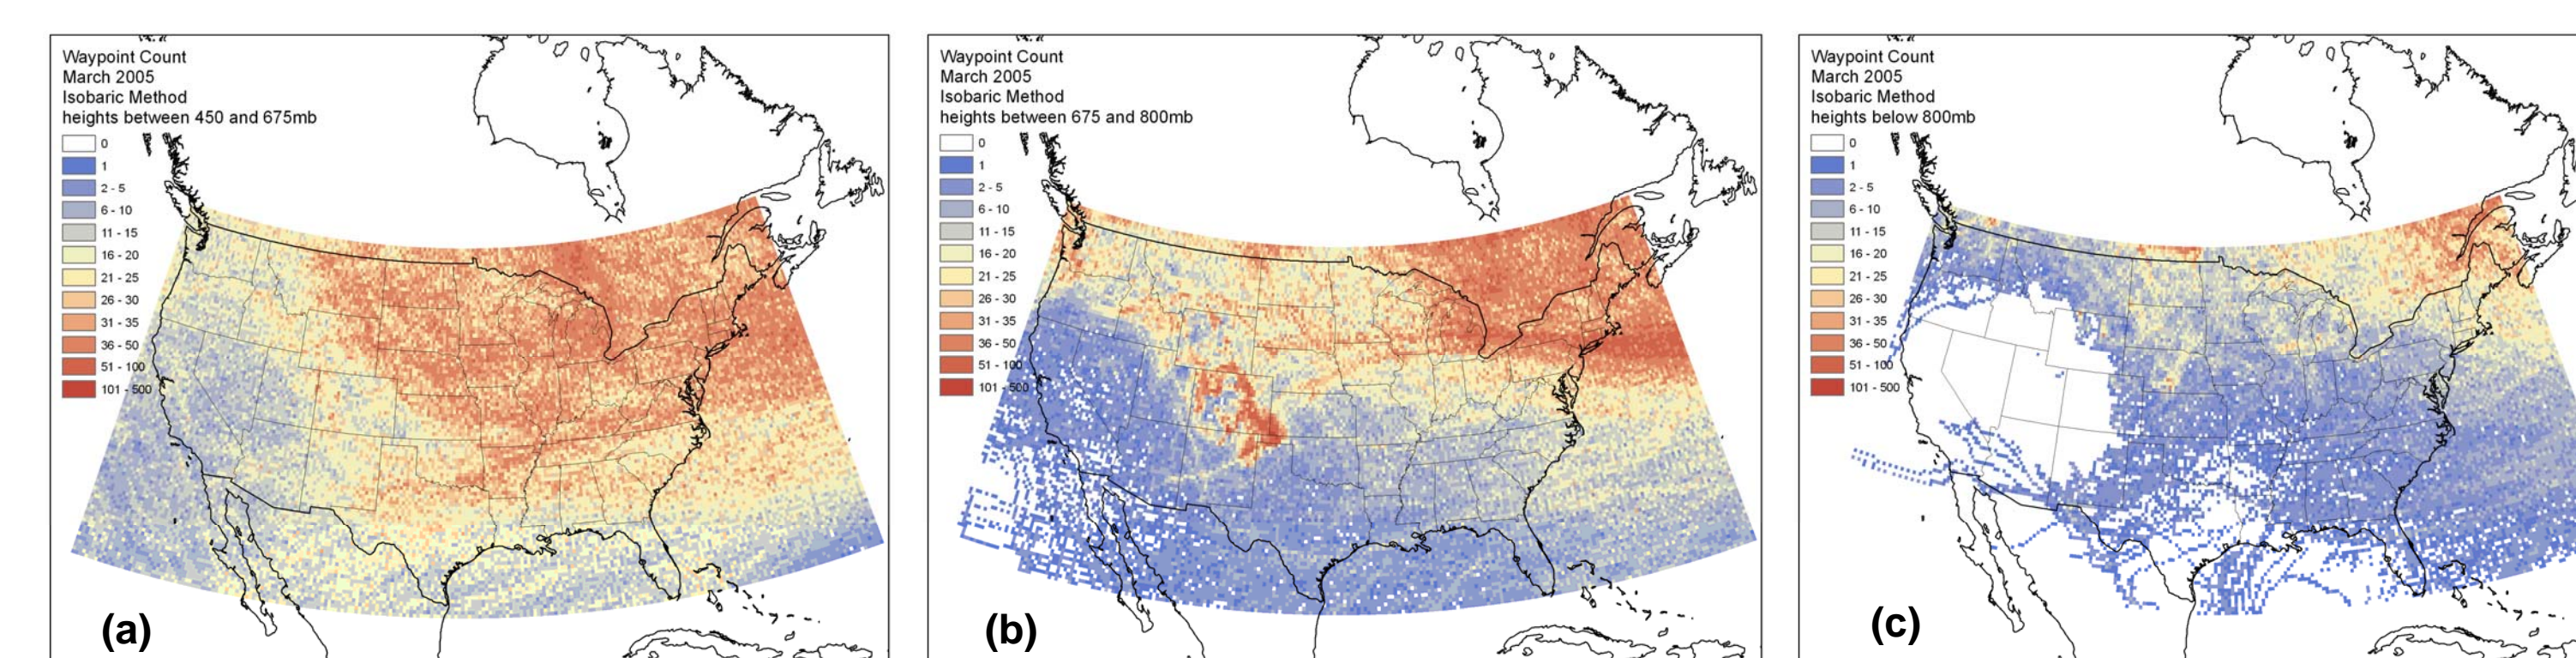 Waypoint Count
March 2005
Isobaric Method
heights between 450 and 675mb
0
1
2 - 5
6 - 10
11 - 15
16 - 20
21 - 25
26 - 30
31 - 35
36 - 50
51 - 100
101 - 500
(a)
Waypoint Count
March 2005
Isobaric Method
heights between 675 and 800mb
0
1
2 - 5
6 - 10
11 - 15
16 - 20
21 - 25
26 - 30
31 - 35
36 - 50
51 - 100
101 - 500
(b)
Waypoint Count
March 2005
Isobaric Method
heights below 800mb
0
1
2 - 5
6 - 10
11 - 15
16 - 20
21 - 25
26 - 30
31 - 35
36 - 50
51 - 100
101 - 500
(c)